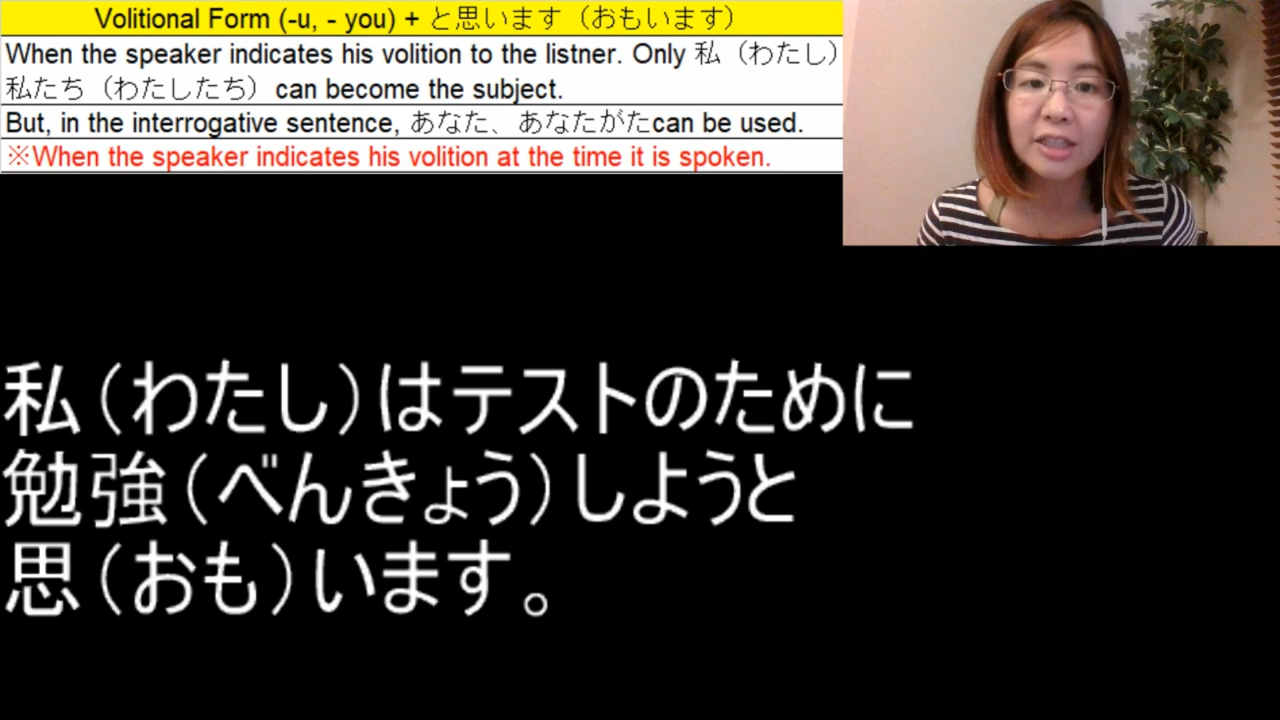 Volitional Form (-u, - you) + と思います（おもいます）
When the speaker indicates his volition to the listner. Only 私（わたし）
私たち（わたしたち）can become the subject.
But, in the interrogative sentence, あなた、あなたがたcan be used.
※When the speaker indicates his volition at the time it is spoken.
私（わたし）はテストのために
勉強（べんきょう）しようと
思（おも）います。